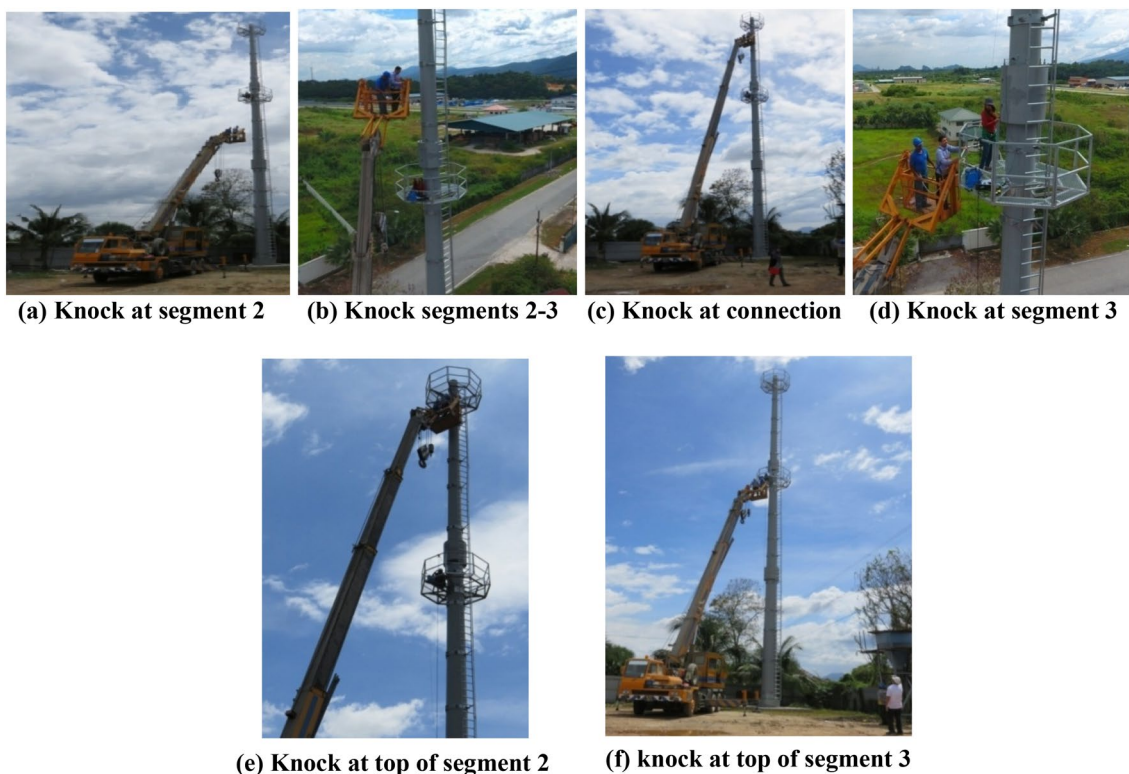 (a) Knock at segment 2
(b) Knock segments 2-3
(c) Knock at connection
(d) Knock at segment 3
(e) Knock at top of segment 2
(f) knock at top of segment 3